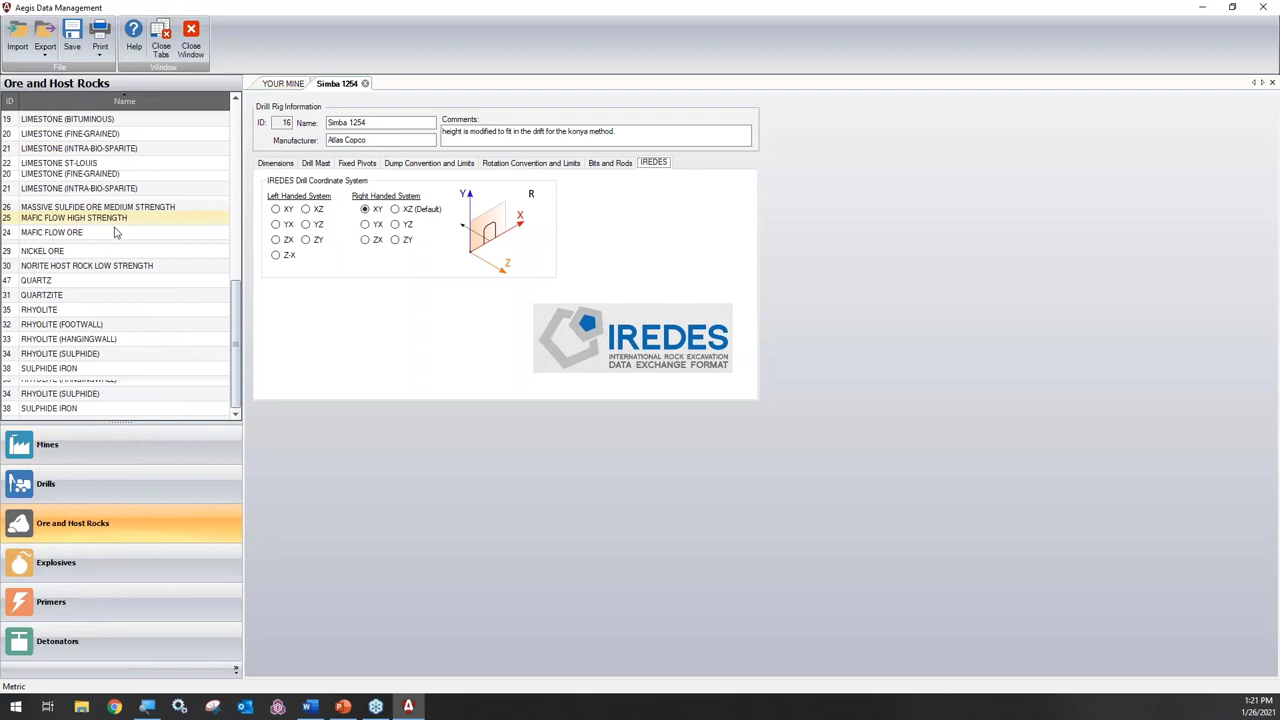 Aegis Data Management
Import
Export
Save
Print
Help
Close Tabs
Close Window
File
Window
Ore and Host Rocks
YOUR MINE
Simba 1254
ID
Name
19 LIMESTONE (BITUMINOUS)
20 LIMESTONE (FINE-GRAINED)
21 LIMESTONE (INTRA-BIO-SPARITE)
22 LIMESTONE ST-LOUIS
20 LIMESTONE (FINE-GRAINED)
21 LIMESTONE (INTRA-BIO-SPARITE)
26 MASSIVE SULFIDE ORE MEDIUM STRENGTH
25 MAFIC FLOW HIGH STRENGTH
24 MAFIC FLOW ORE
29 NICKEL ORE
30 NORITE HOST ROCK LOW STRENGTH
47 QUARTZ
31 QUARTZITE
35 RHYOLITE
32 RHYOLITE (FOOTWALL)
33 RHYOLITE (HANGINGWALL)
34 RHYOLITE (SULPHIDE)
38 SULPHIDE IRON
33 RHYOLITE (HANGINGWALL)
34 RHYOLITE (SULPHIDE)
38 SULPHIDE IRON
Mines
Drills
Ore and Host Rocks
Explosives
Primers
Detonators
Drill Rig Information
ID: 16 Name: Simba 1254
Manufacturer: Atlas Copco
Comments:
height is modified to fit in the drift for the konya method.
Dimensions Drill Mast Fixed Pivots Dump Convention and Limits Rotation Convention and Limits Bits and Rods IREDES
IREDES Drill Coordinate System
Left Handed System Right Handed System
XY XZ XY XZ (Default)
YX YZ YX YZ
ZX ZY ZX ZY
Z-X
Y
R
X
Z
IREDES
INTERNATIONAL ROCK EXCAVATION
DATA EXCHANGE FORMAT
Metric
1:21 PM
1/26/2021